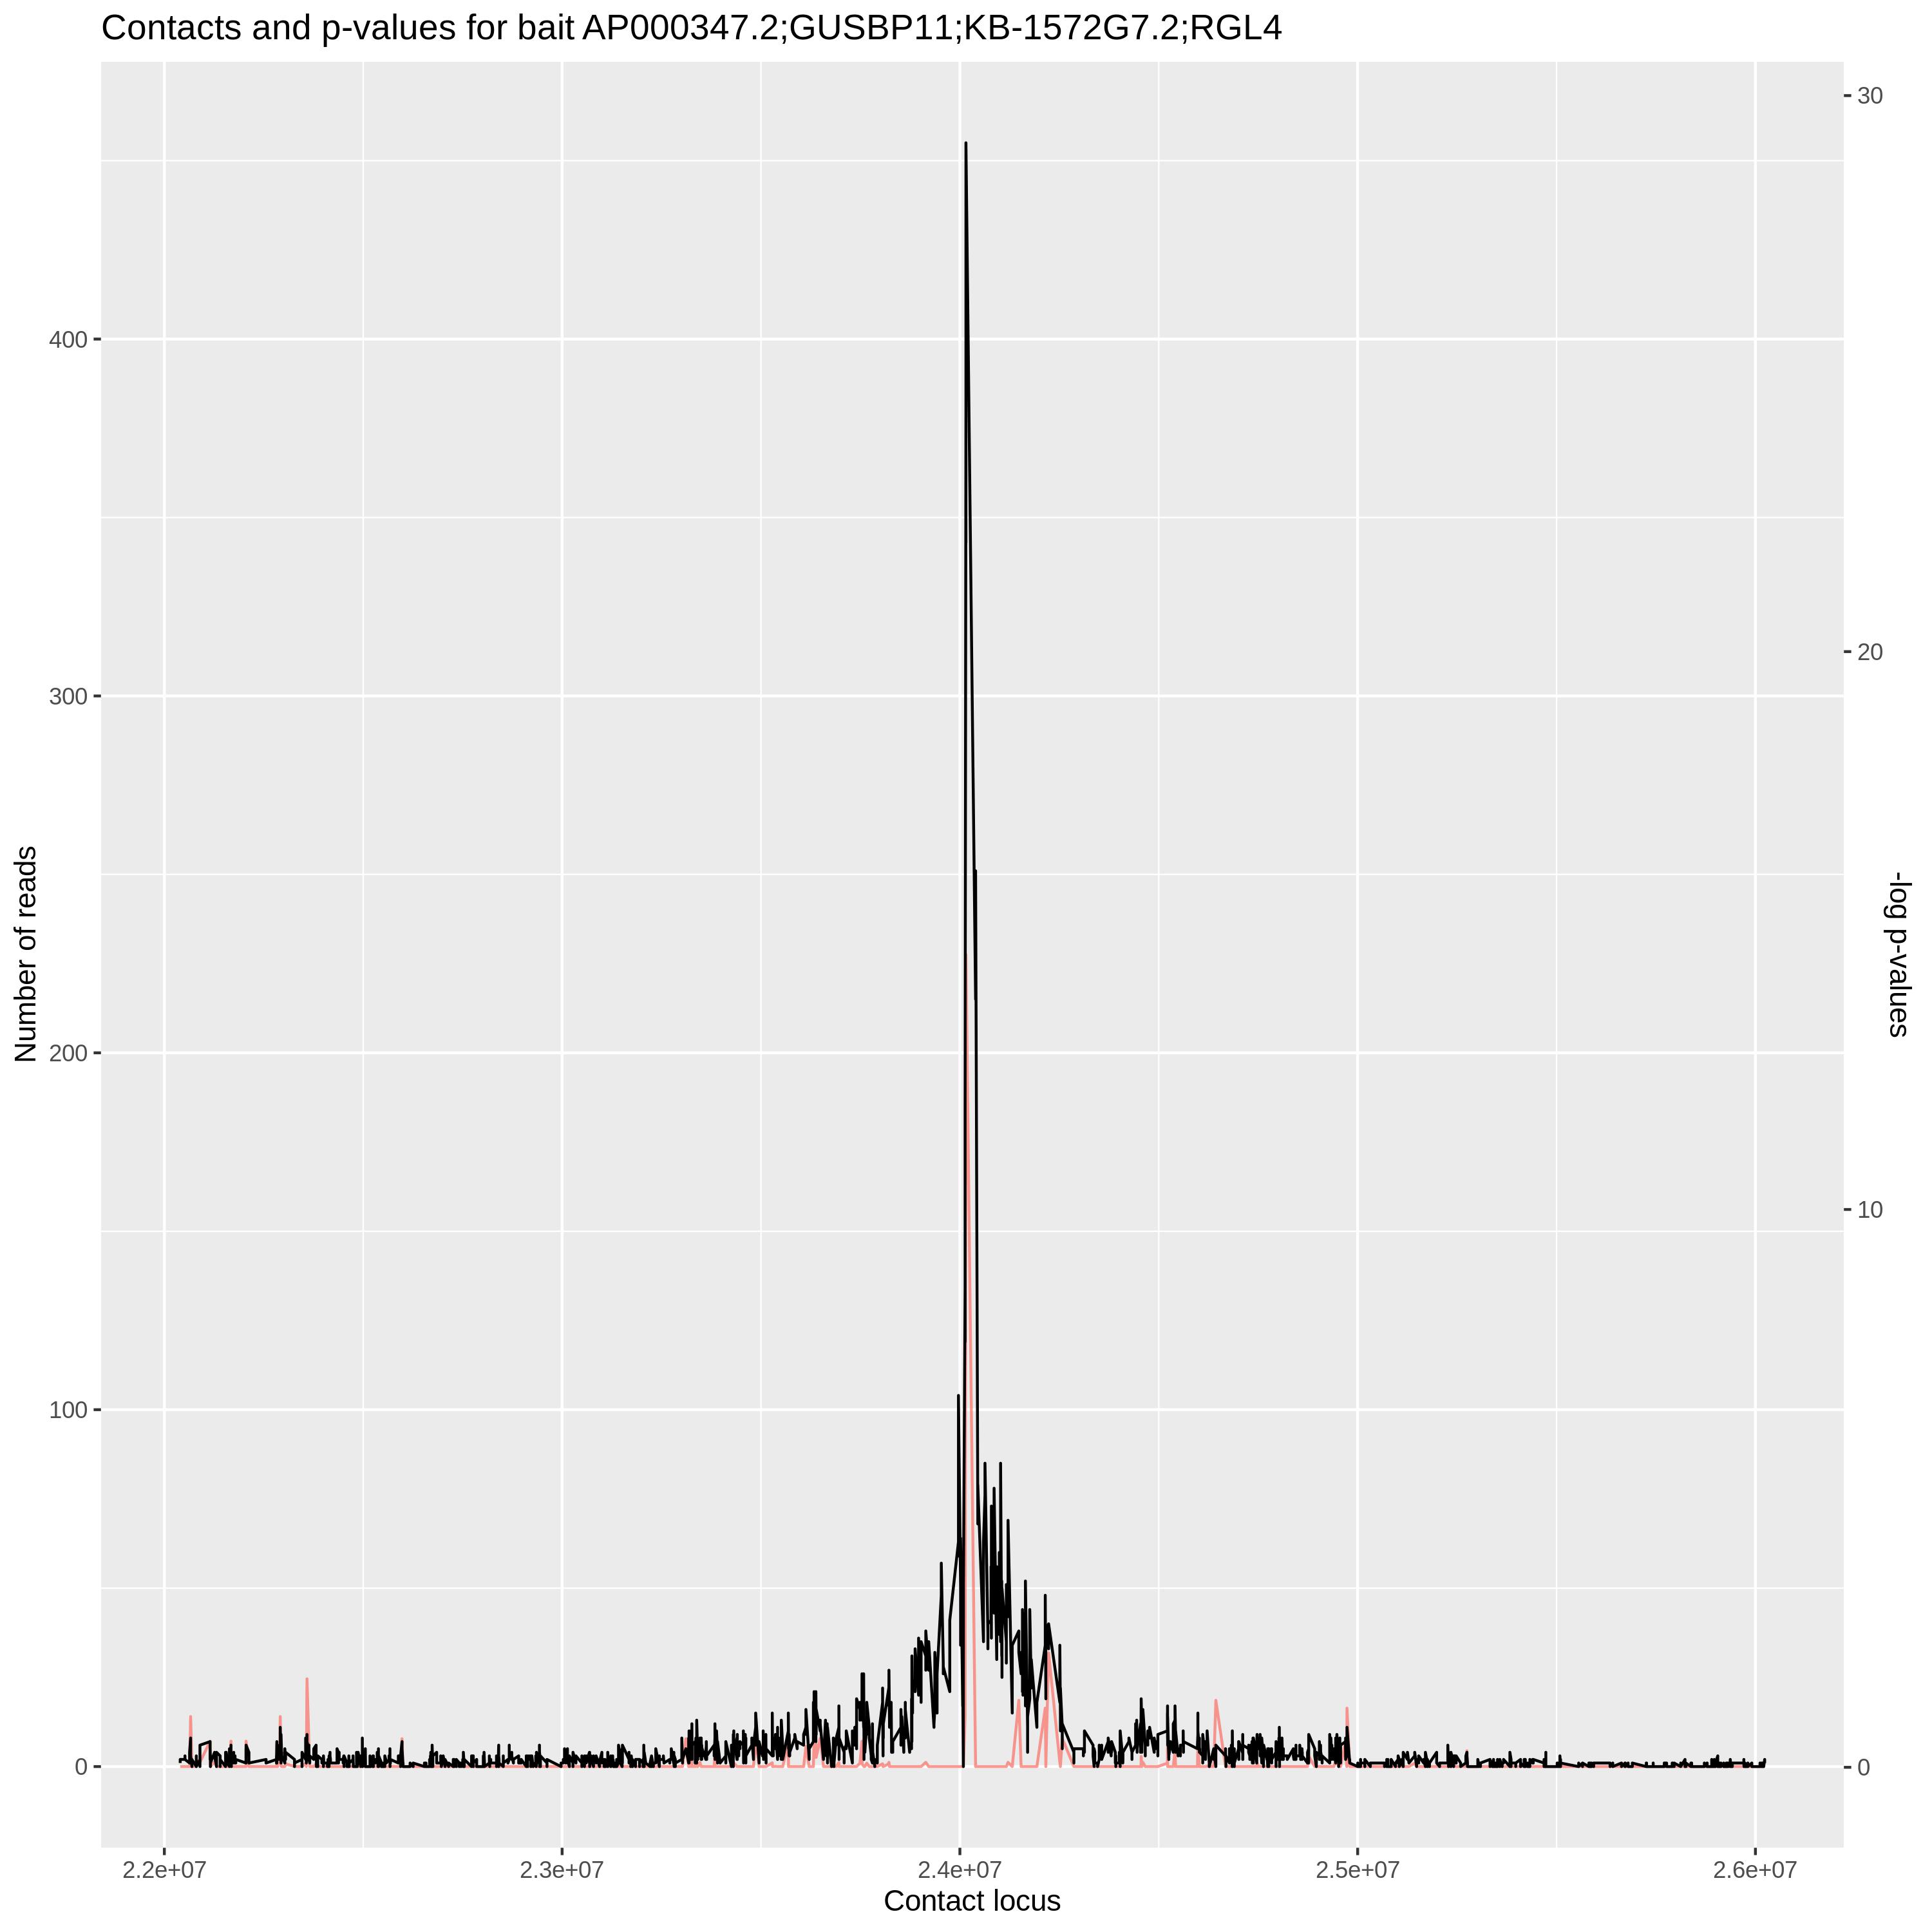 Contacts and p-values for bait AP000347.2;GUSBP11;KB-1572G7.2;RGL4
30
400
20
300
Number of reads
-log p-values
200
10
100
0
0
2.2e+07
2.3e+07
2.4e+07
2.5e+07
2.6e+07
Contact locus